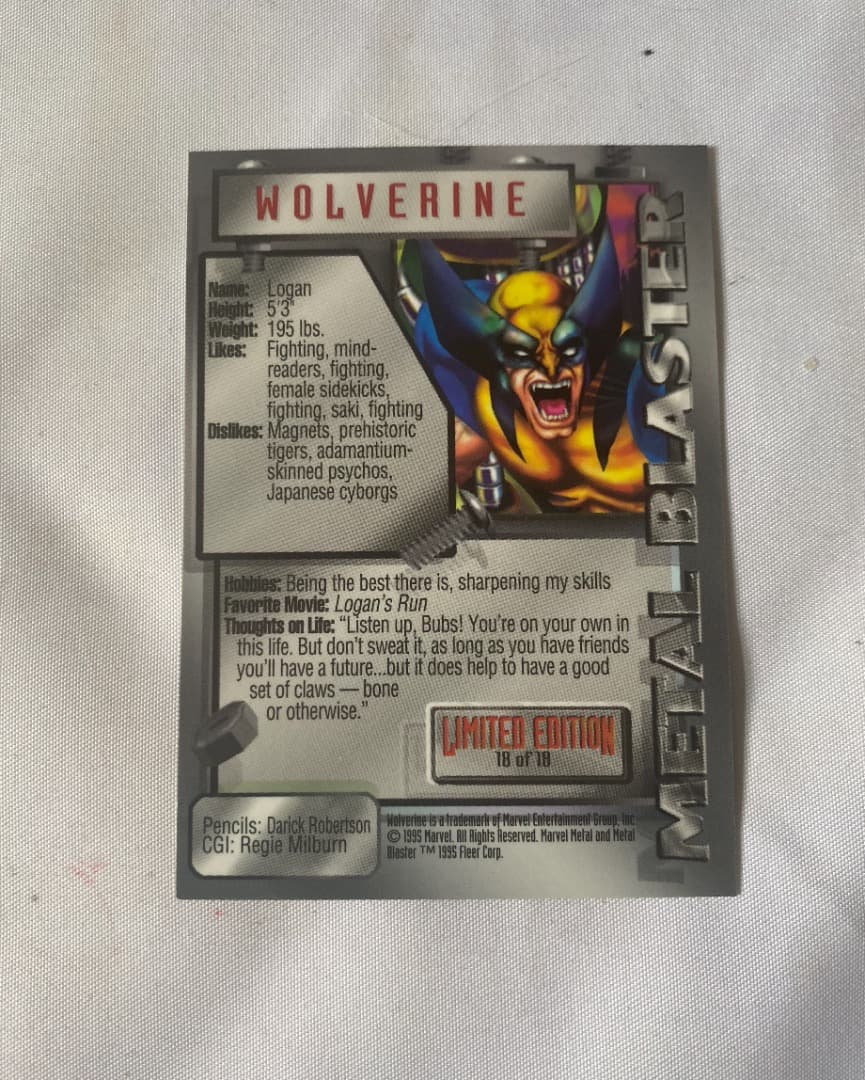 WOLVERINE
Name: Logan
Height: 5'3"
Weight: 195 lbs.
Likes: Fighting, mind-
readers, fighting,
female sidekicks,
fighting, saki, fighting
Dislikes: Magnets, prehistoric
tigers, adamantium-
skinned psychos,
Japanese cyborgs
METAL BLASTER
Hobbies: Being the best there is, sharpening my skills
Favorite Movie: Logan's Run
Thoughts on Life: “Listen up, Bubs! You're on your own in
this life. But don't sweat it, as long as you have friends
you'll have a future...but it does help to have a good
set of claws — bone
or otherwise.”
LIMITED EDITION
18 of 18
Pencils: Darick Robertson
CGI: Regie Milburn
Wolverine is a trademark of Marvel Entertainment Group, Inc
© 1995 Marvel. All Rights Reserved. Marvel Metal and Metal
Blaster ™ 1995 Fleer Corp.